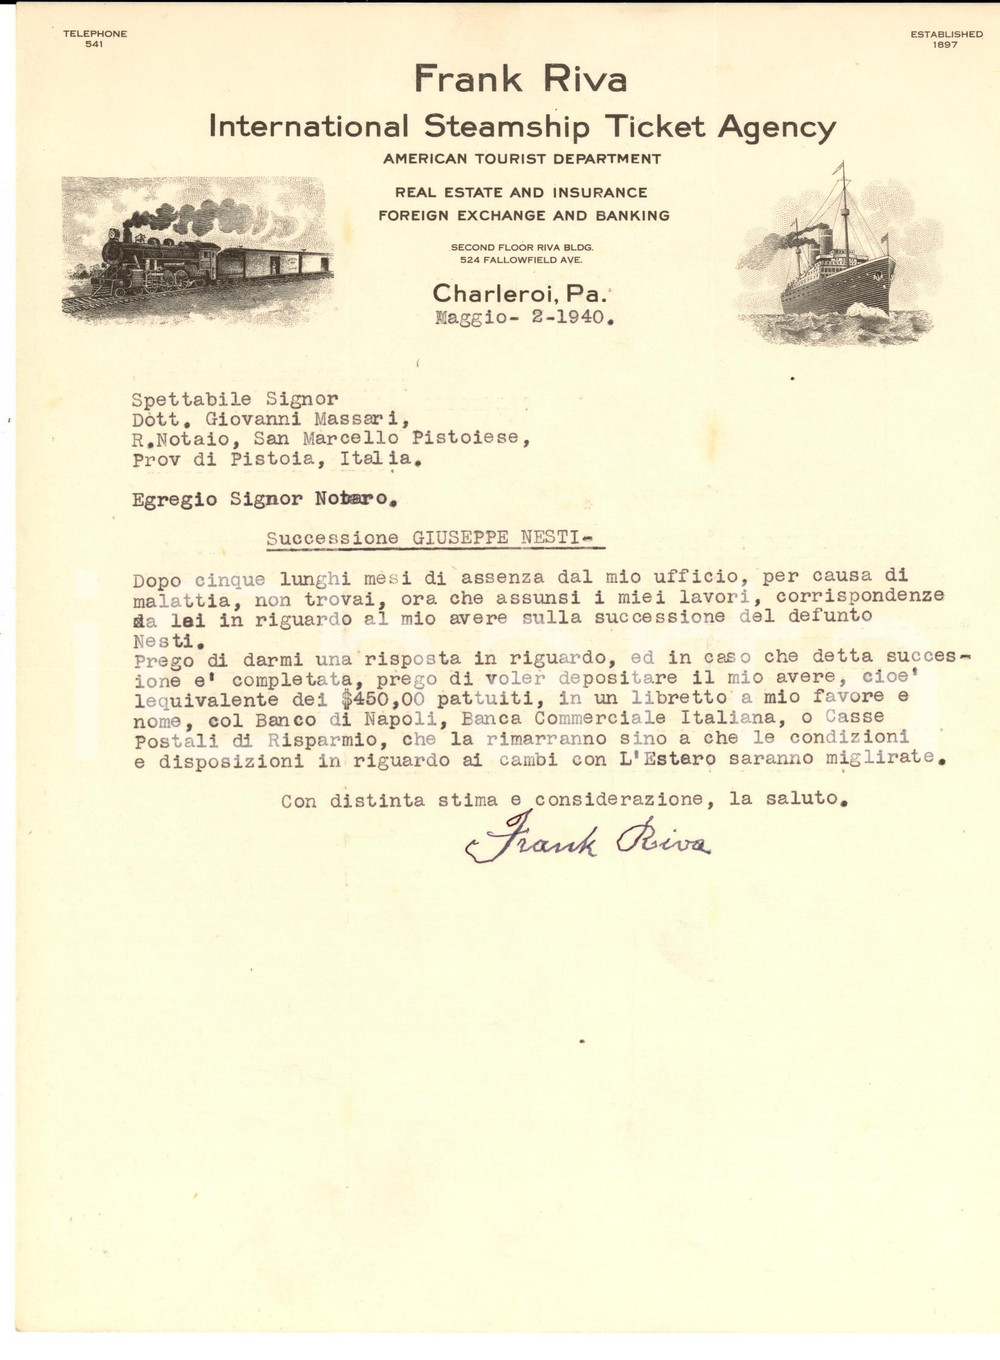 TELEPHONE
541
ESTABLISHED
1897
Frank Riva
International Steamship Ticket Agency
AMERICAN TOURIST DEPARTMENT
REAL ESTATE AND INSURANCE
FOREIGN EXCHANGE AND BANKING
SECOND FLOOR RIVA BLDG.
524 FALLOWFIELD AVE.
Charleroi, Pa.
Maggio- 2-1940.
Spettabile Signor
Dott. Giovanni Massari,
R.Notaio, San Marcello Pistoiese,
Prov di Pistoia, Italia.
Egregio Signor Notaro.
Successione GIUSEPPE NESTI-
Dopo cinque lunghi mesi di assenza dal mio ufficio, per causa di
malattia, non trovai, ora che assunsi i miei lavori, corrispondenze
da lei in riguardo al mio avere sulla successione del defunto
Nesti.
Prego di darmi una risposta in riguardo, ed in caso che detta succes-
ione e' completata, prego di voler depositare il mio avere, cioe'
lequivalente dei $450,00 pattuiti, in un libretto a mio favore e
nome, col Banco di Napoli, Banca Commerciale Italiana, o Casse
Postali di Risparmio, che la rimarranno sino a che le condizioni
e disposizioni in riguardo ai cambi con L'Estero saranno miglirate.
Con distinta stima e considerazione, la saluto.
Frank Riva